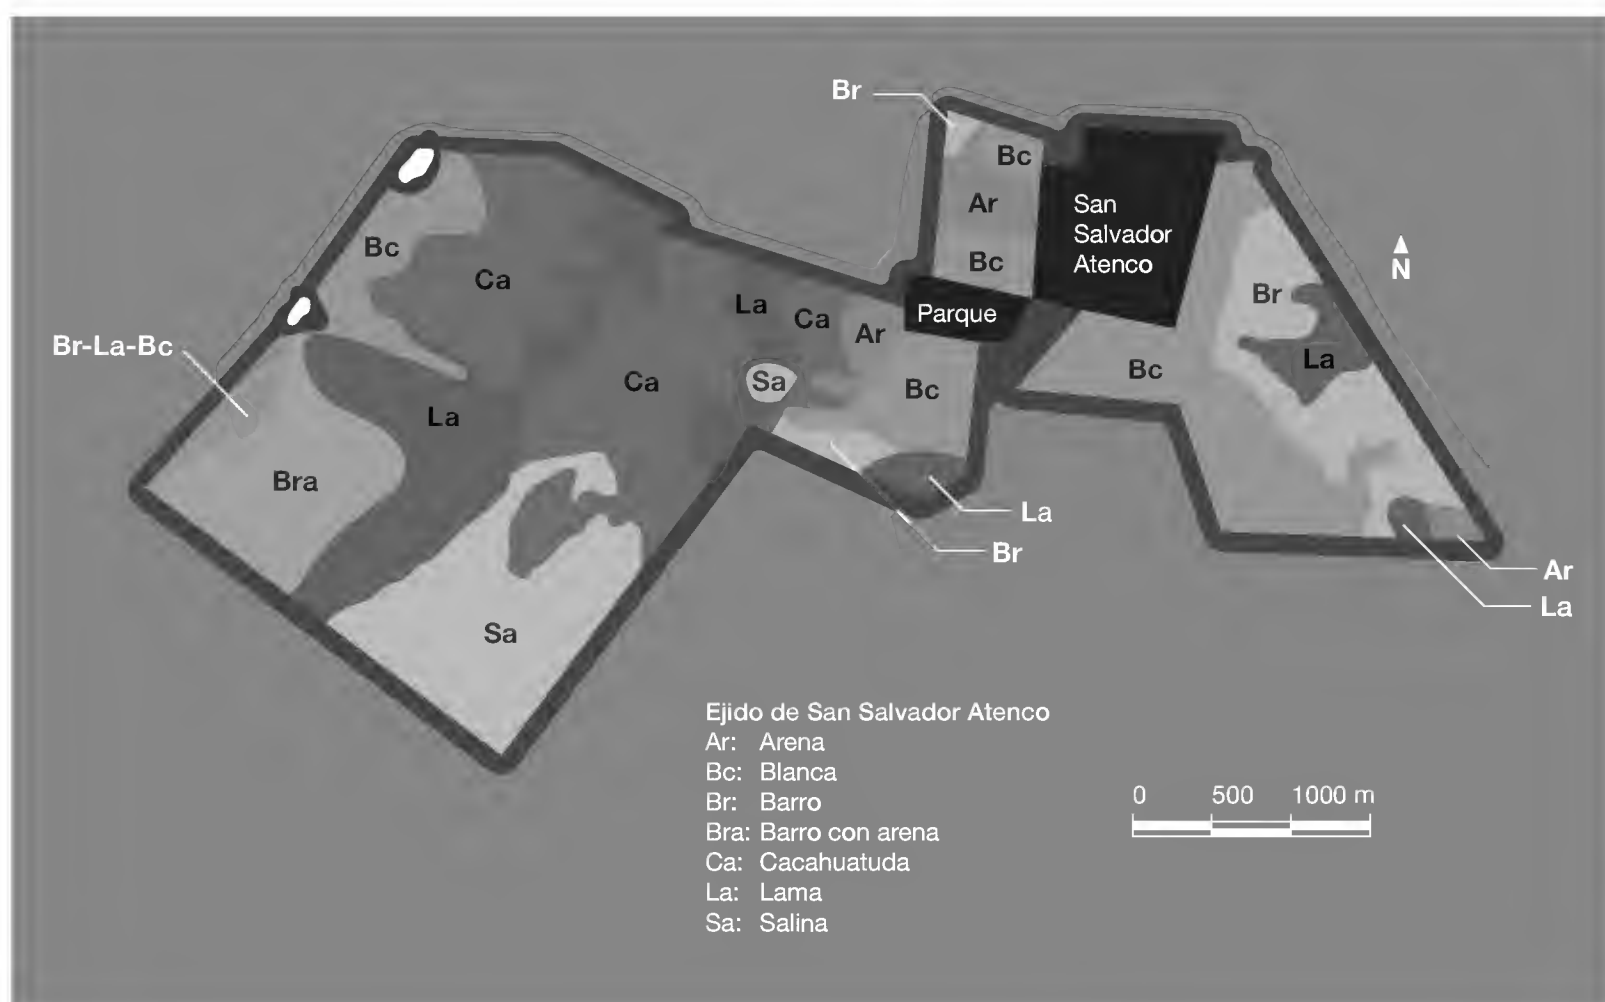 Br
Bc
Ar
San
Salvador
Atenco
Bc
Ca
Bc
N
Br
La
Ca
Ar
Parque
Br-La-Bc
La
Bc
Ca
Sa
Bc
La
Bra
La
Br
Ar
La
Sa
Ejido de San Salvador Atenco
Ar: Arena
Bc: Blanca
Br: Barro
Bra: Barro con arena
Ca: Cacahuatuda
La: Lama
Sa: Salina
0 500 1000 m